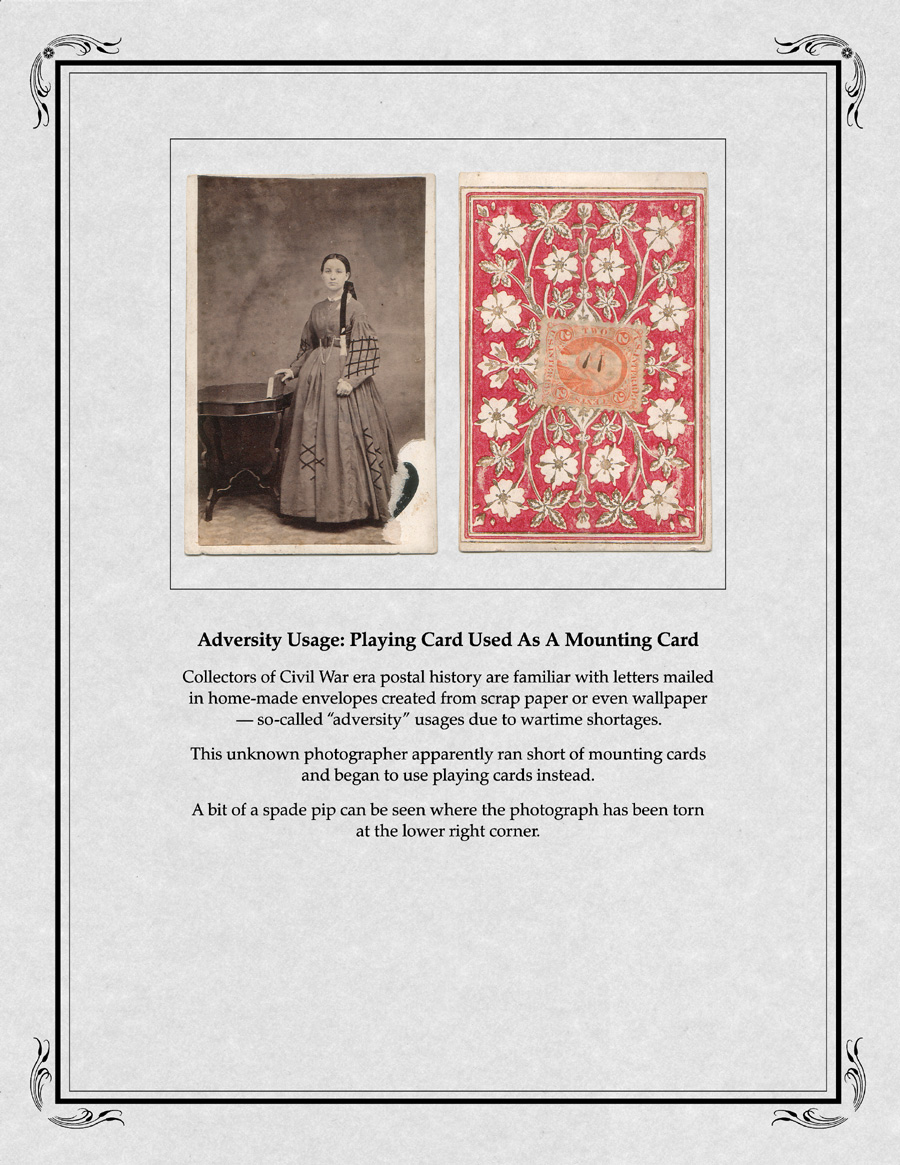 TWO
Adversity Usage: Playing Card Used As A Mounting Card
Collectors of Civil War era postal history are familiar with letters mailed
in home-made envelopes created from scrap paper or even wallpaper
— so-called “adversity” usages due to wartime shortages.
This unknown photographer apparently ran short of mounting cards
and began to use playing cards instead.
A bit of a spade pip can be seen where the photograph has been torn
at the lower right corner.